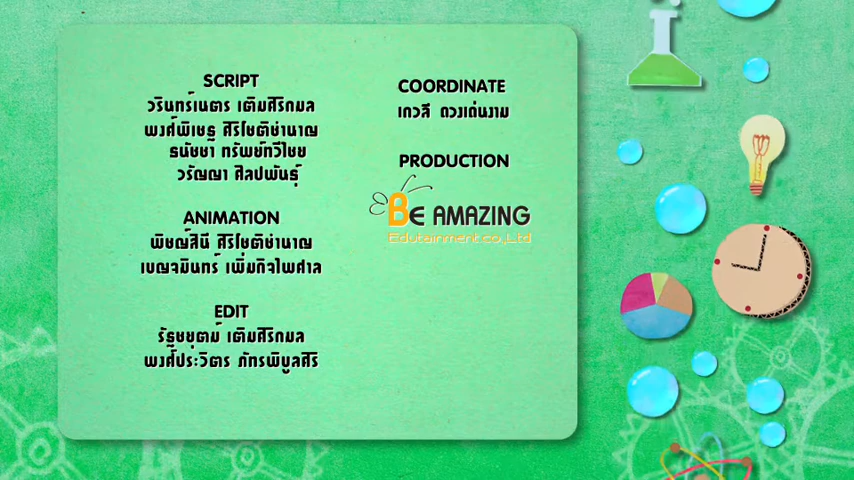 SCRIPT
วรินทร์เนตร เติมศิริกมล
พงศ์พิเชฐ ศิริโชติชำนาญ
ธนัชชา ทรัพย์ทวีไชย
วรัญญา ศิลปพันธุ์
ANIMATION
พิชญ์สินี ศิริโชติชำนาญ
เบญจมินทร์ เพิ่มกิจไพศาล
EDIT
รัฐชยุตม์ เติมศิริกมล
พงศ์ประวิตร ภัทรพิบูลสิริ
COORDINATE
เกวลี ดวงเด่นงาม
PRODUCTION
BE AMAZING
Edutainment co.,Ltd